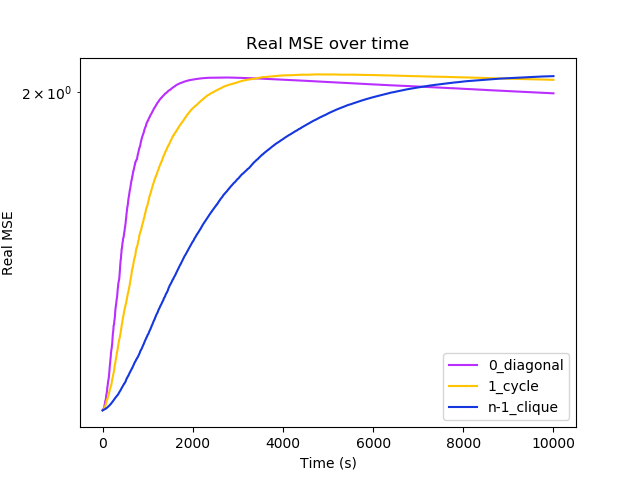 Real MSE over time
Real MSE
2 × 10⁰
0_diagonal
1_cycle
n-1_clique
0 2000 4000 6000 8000 10000
Time (s)